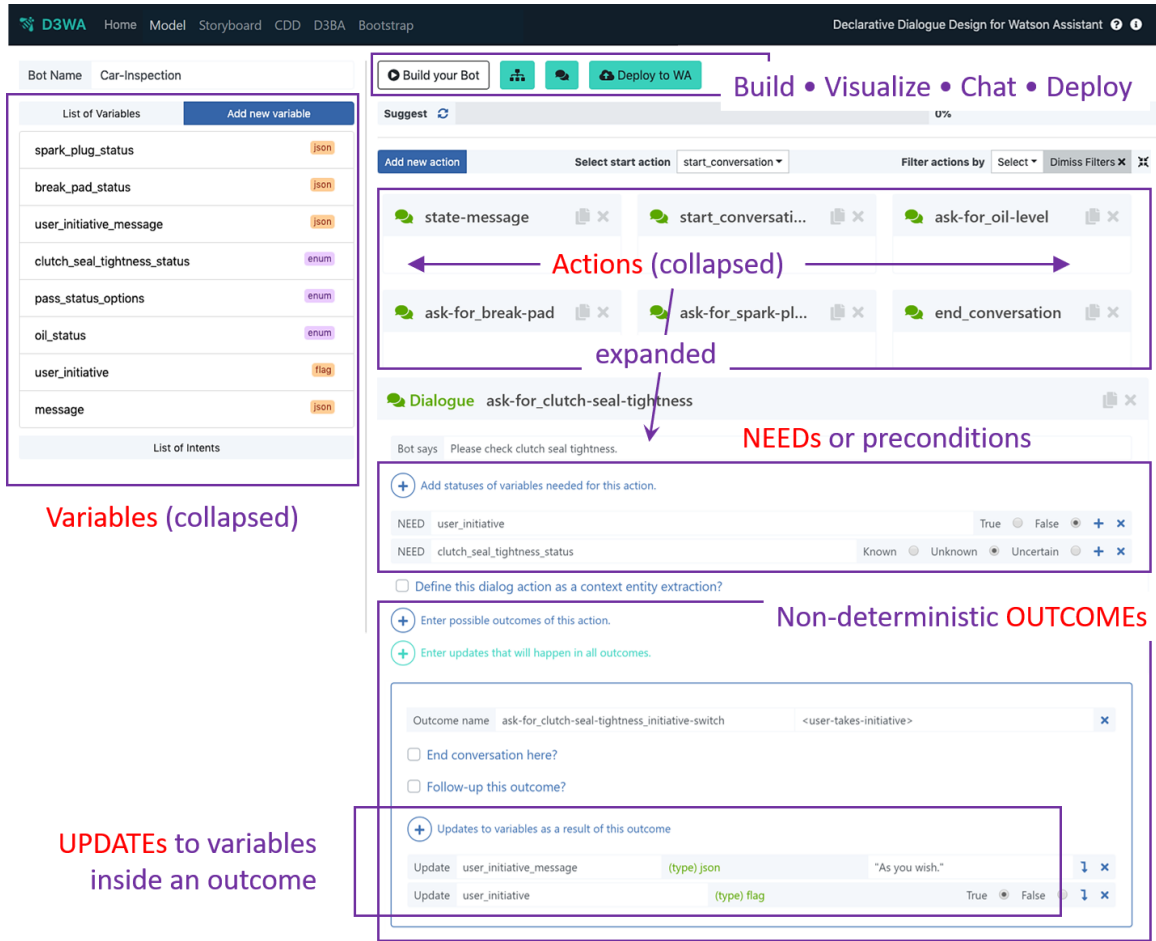 D3WA Home Model Storyboard CDD D3BA Bootstrap Declarative Dialogue Design for Watson Assistant
Bot Name Car-Inspection
List of Variables Add new variable
spark_plug_status json
break_pad_status json
user_initiative_message json
clutch_seal_tightness_status enum
pass_status_options enum
oil_status enum
user_initiative flag
message json
List of Intents
Variables (collapsed)
Build your Bot Deploy to WA
Build • Visualize • Chat • Deploy
Suggest 0%
Add new action Select start action start_conversation Filter actions by Select Dimiss Filters ×
state-message start_conversati... ask-for_oil-level
Actions (collapsed)
ask-for_break-pad ask-for_spark-pl... end_conversation
expanded
Dialogue ask-for_clutch-seal-tightness
NEEDs or preconditions
Bot says Please check clutch seal tightness.
Add statuses of variables needed for this action.
NEED user_initiative True False
NEED clutch_seal_tightness_status Known Unknown Uncertain
Define this dialog action as a context entity extraction?
Non-deterministic OUTCOMEs
Enter possible outcomes of this action.
Enter updates that will happen in all outcomes.
Outcome name ask-for_clutch-seal-tightness_initiative-switch <user-takes-initiative>
End conversation here?
Follow-up this outcome?
UPDATEs to variables
inside an outcome
Updates to variables as a result of this outcome
Update user_initiative_message (type) json "As you wish."
Update user_initiative (type) flag True False